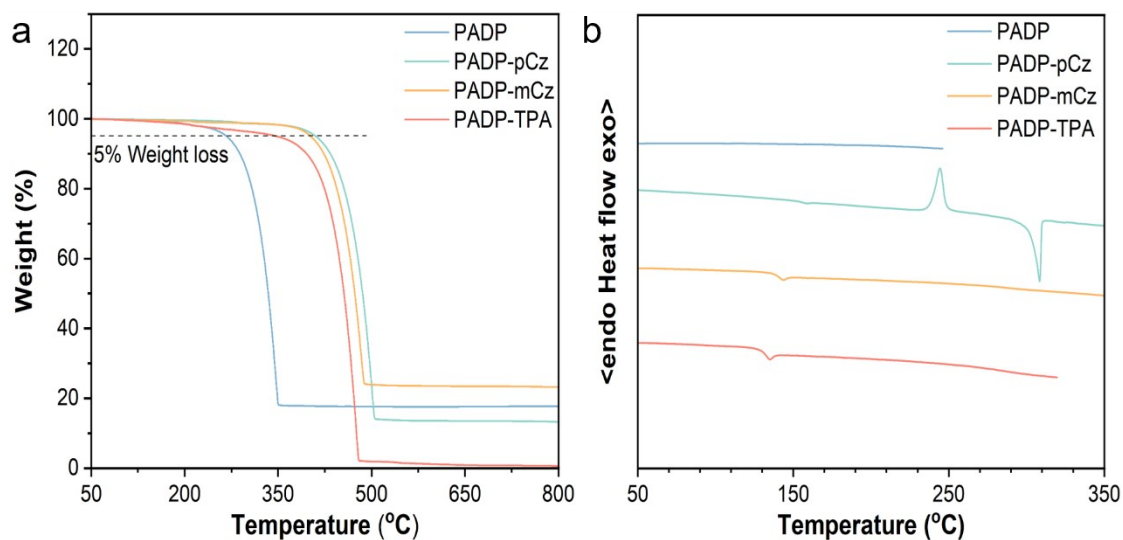 a
PADP
PADP-pCz
PADP-mCz
PADP-TPA
120
100
80
60
40
20
0
5% Weight loss
Weight (%)
50 200 350 500 650 800
Temperature (°C)
b
PADP
PADP-pCz
PADP-mCz
PADP-TPA
<endo Heat flow exo>
50 150 250 350
Temperature (°C)